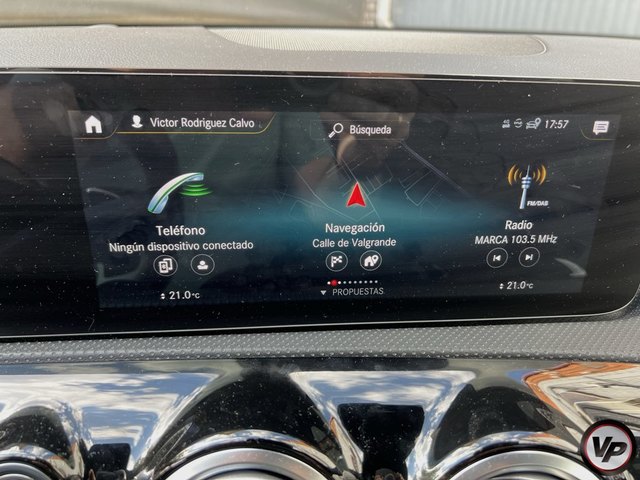 Victor Rodriguez Calvo
Búsqueda
17:57
Teléfono
Ningún dispositivo conectado
Navegación
Calle de Valgrande
FM/DAB
Radio
MARCA 103.5 MHz
21.0°C
PROPUESTAS
21.0°C
VP